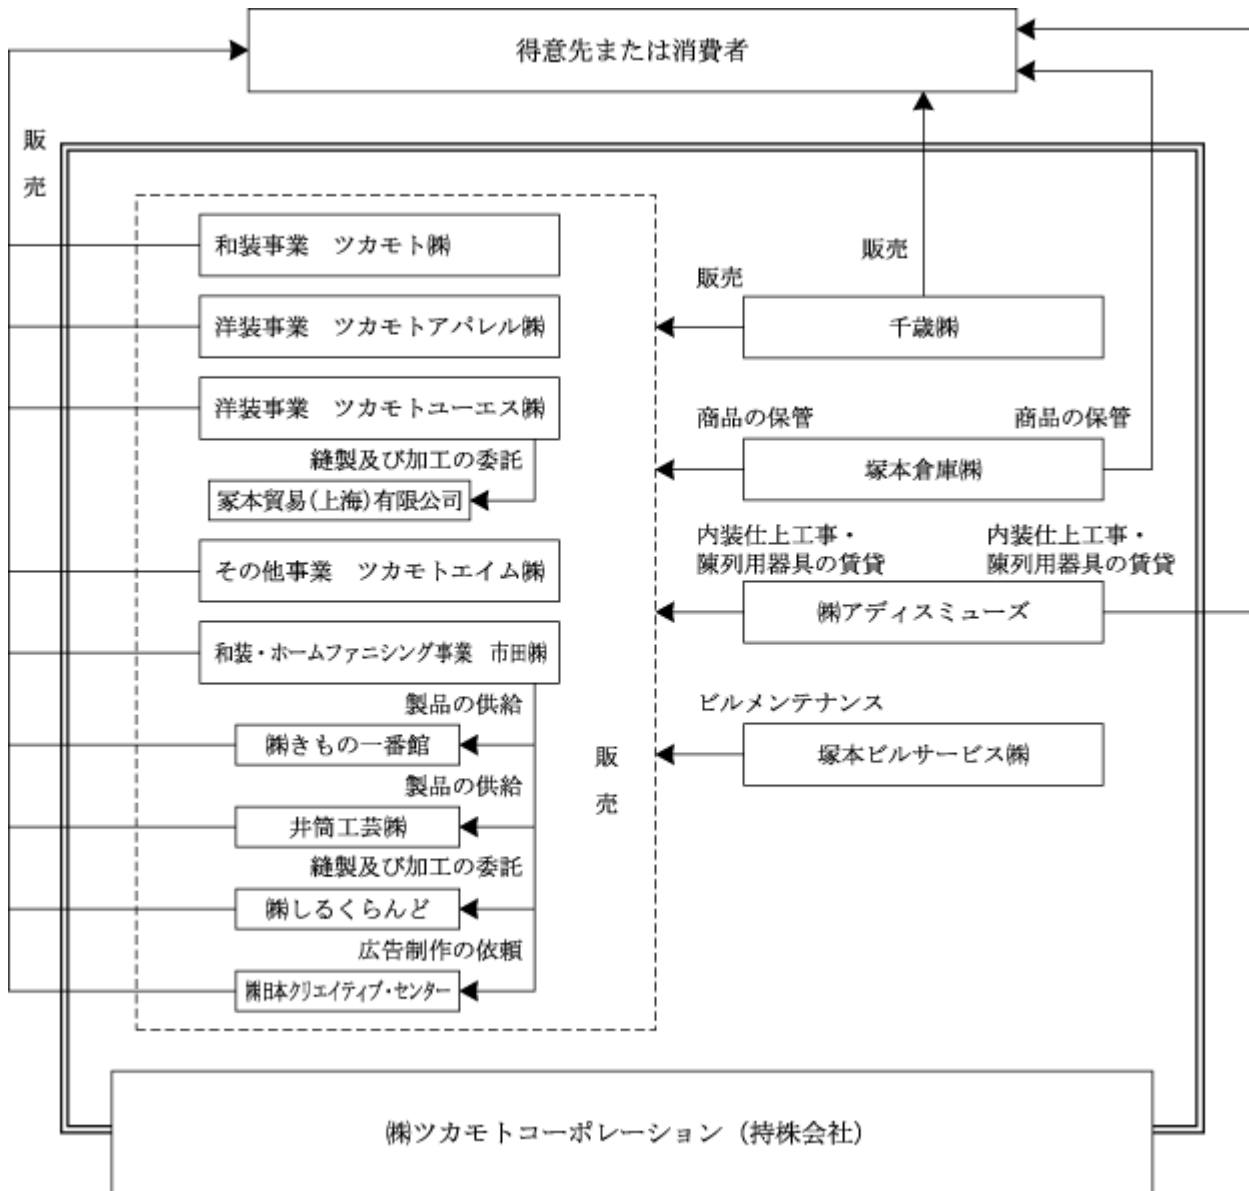 得意先または消費者
販
売
和装事業　ツカモト㈱
洋装事業　ツカモトアパレル㈱
洋装事業　ツカモトユーエス㈱
縫製及び加工の委託
冢本貿易(上海)有限公司
その他事業　ツカモトエイム㈱
和装・ホームファニシング事業　市田㈱
製品の供給
㈱きもの一番館
製品の供給
井筒工芸㈱
縫製及び加工の委託
㈱しるくらんど
広告制作の依頼
㈱日本クリエイティブ・センター
販
売
販売
販売
千歳㈱
商品の保管
商品の保管
塚本倉庫㈱
内装仕上工事・
陳列用器具の賃貸
内装仕上工事・
陳列用器具の賃貸
㈱アディスミューズ
ビルメンテナンス
塚本ビルサービス㈱
㈱ツカモトコーポレーション（持株会社）